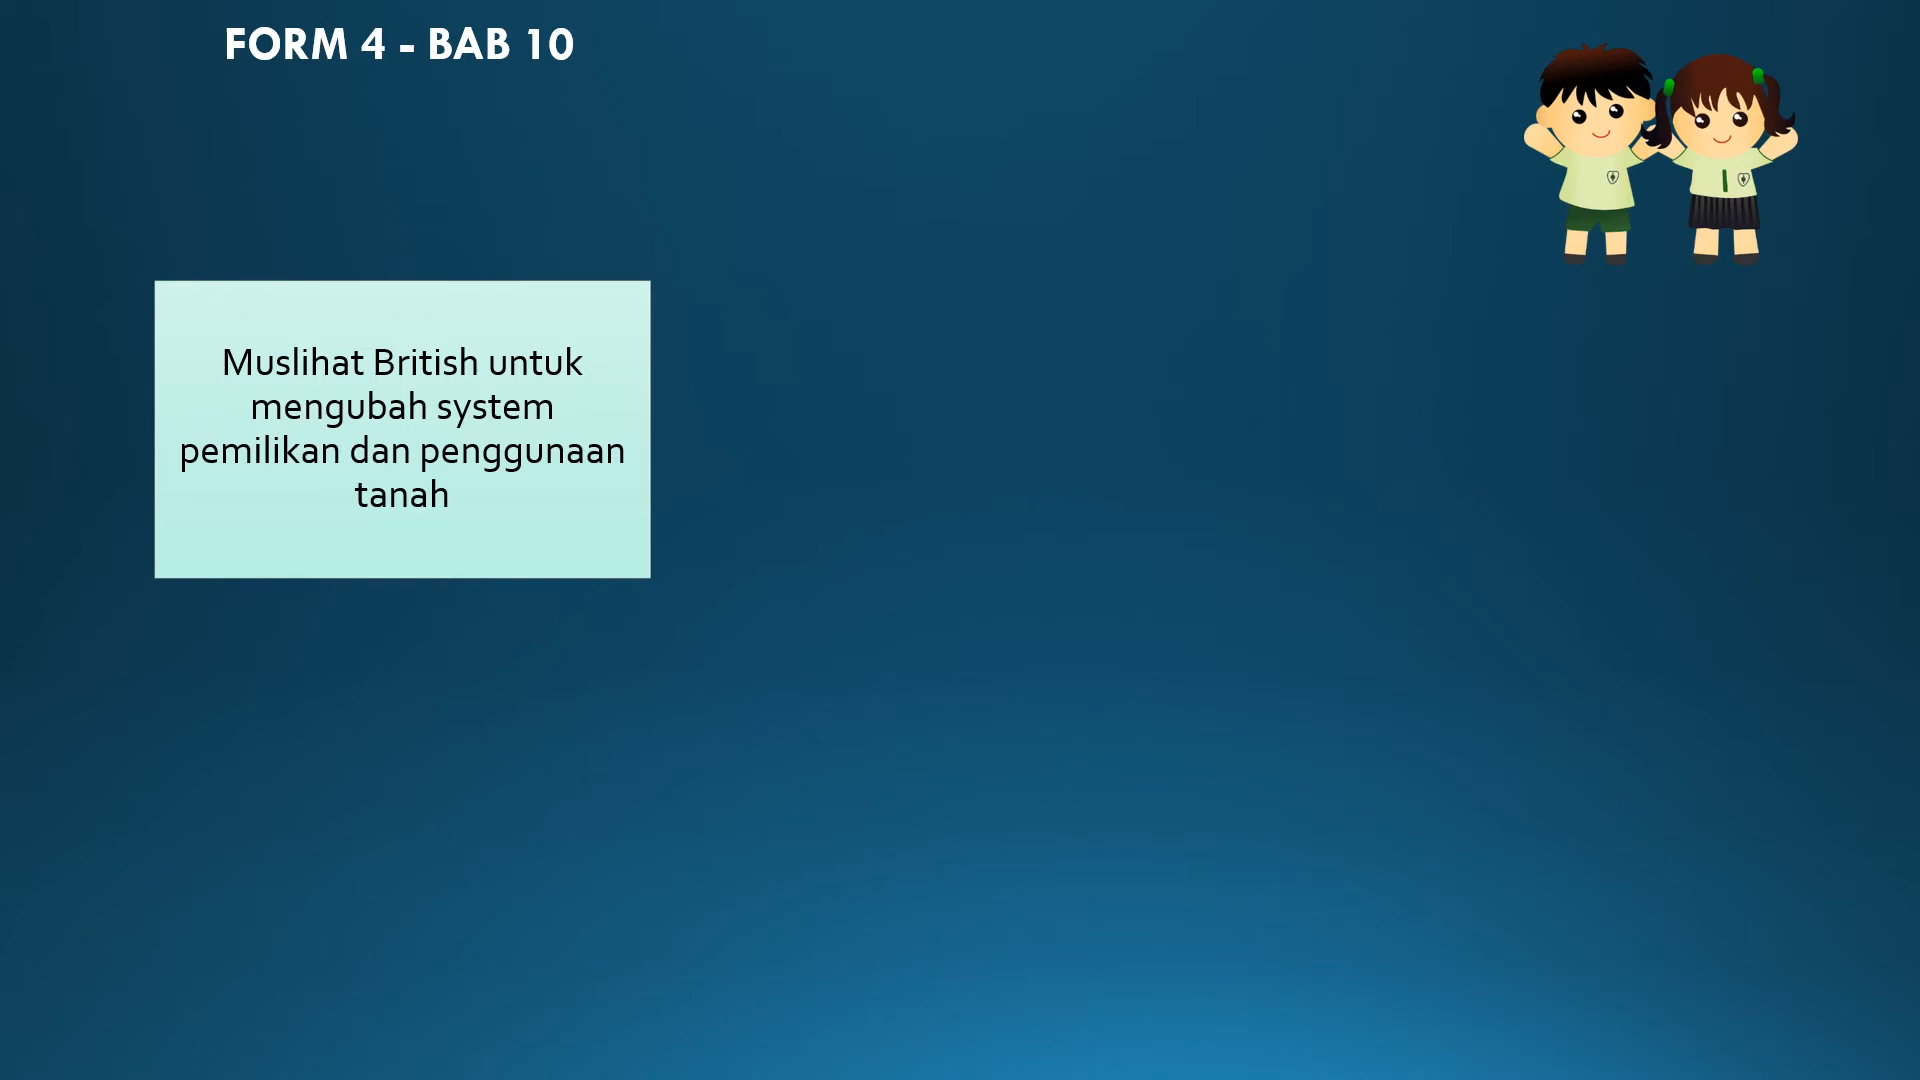 FORM 4 - BAB 10
Muslihat British untuk
mengubah system
pemilikan dan penggunaan
tanah